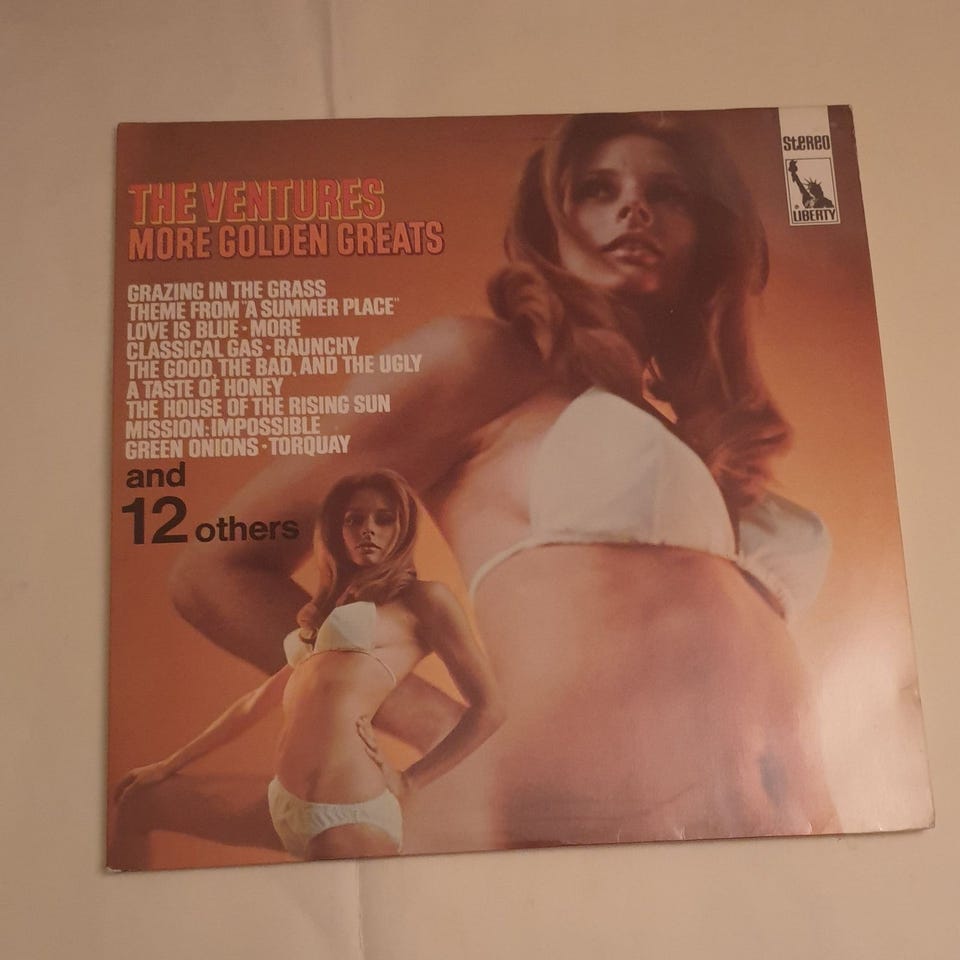 THE VENTURES
MORE GOLDEN GREATS
GRAZING IN THE GRASS
THEME FROM "A SUMMER PLACE"
LOVE IS BLUE · MORE
CLASSICAL GAS · RAUNCHY
THE GOOD, THE BAD, AND THE UGLY
A TASTE OF HONEY
THE HOUSE OF THE RISING SUN
MISSION: IMPOSSIBLE
GREEN ONIONS · TORQUAY
and
12 others
STEREO
® LIBERTY